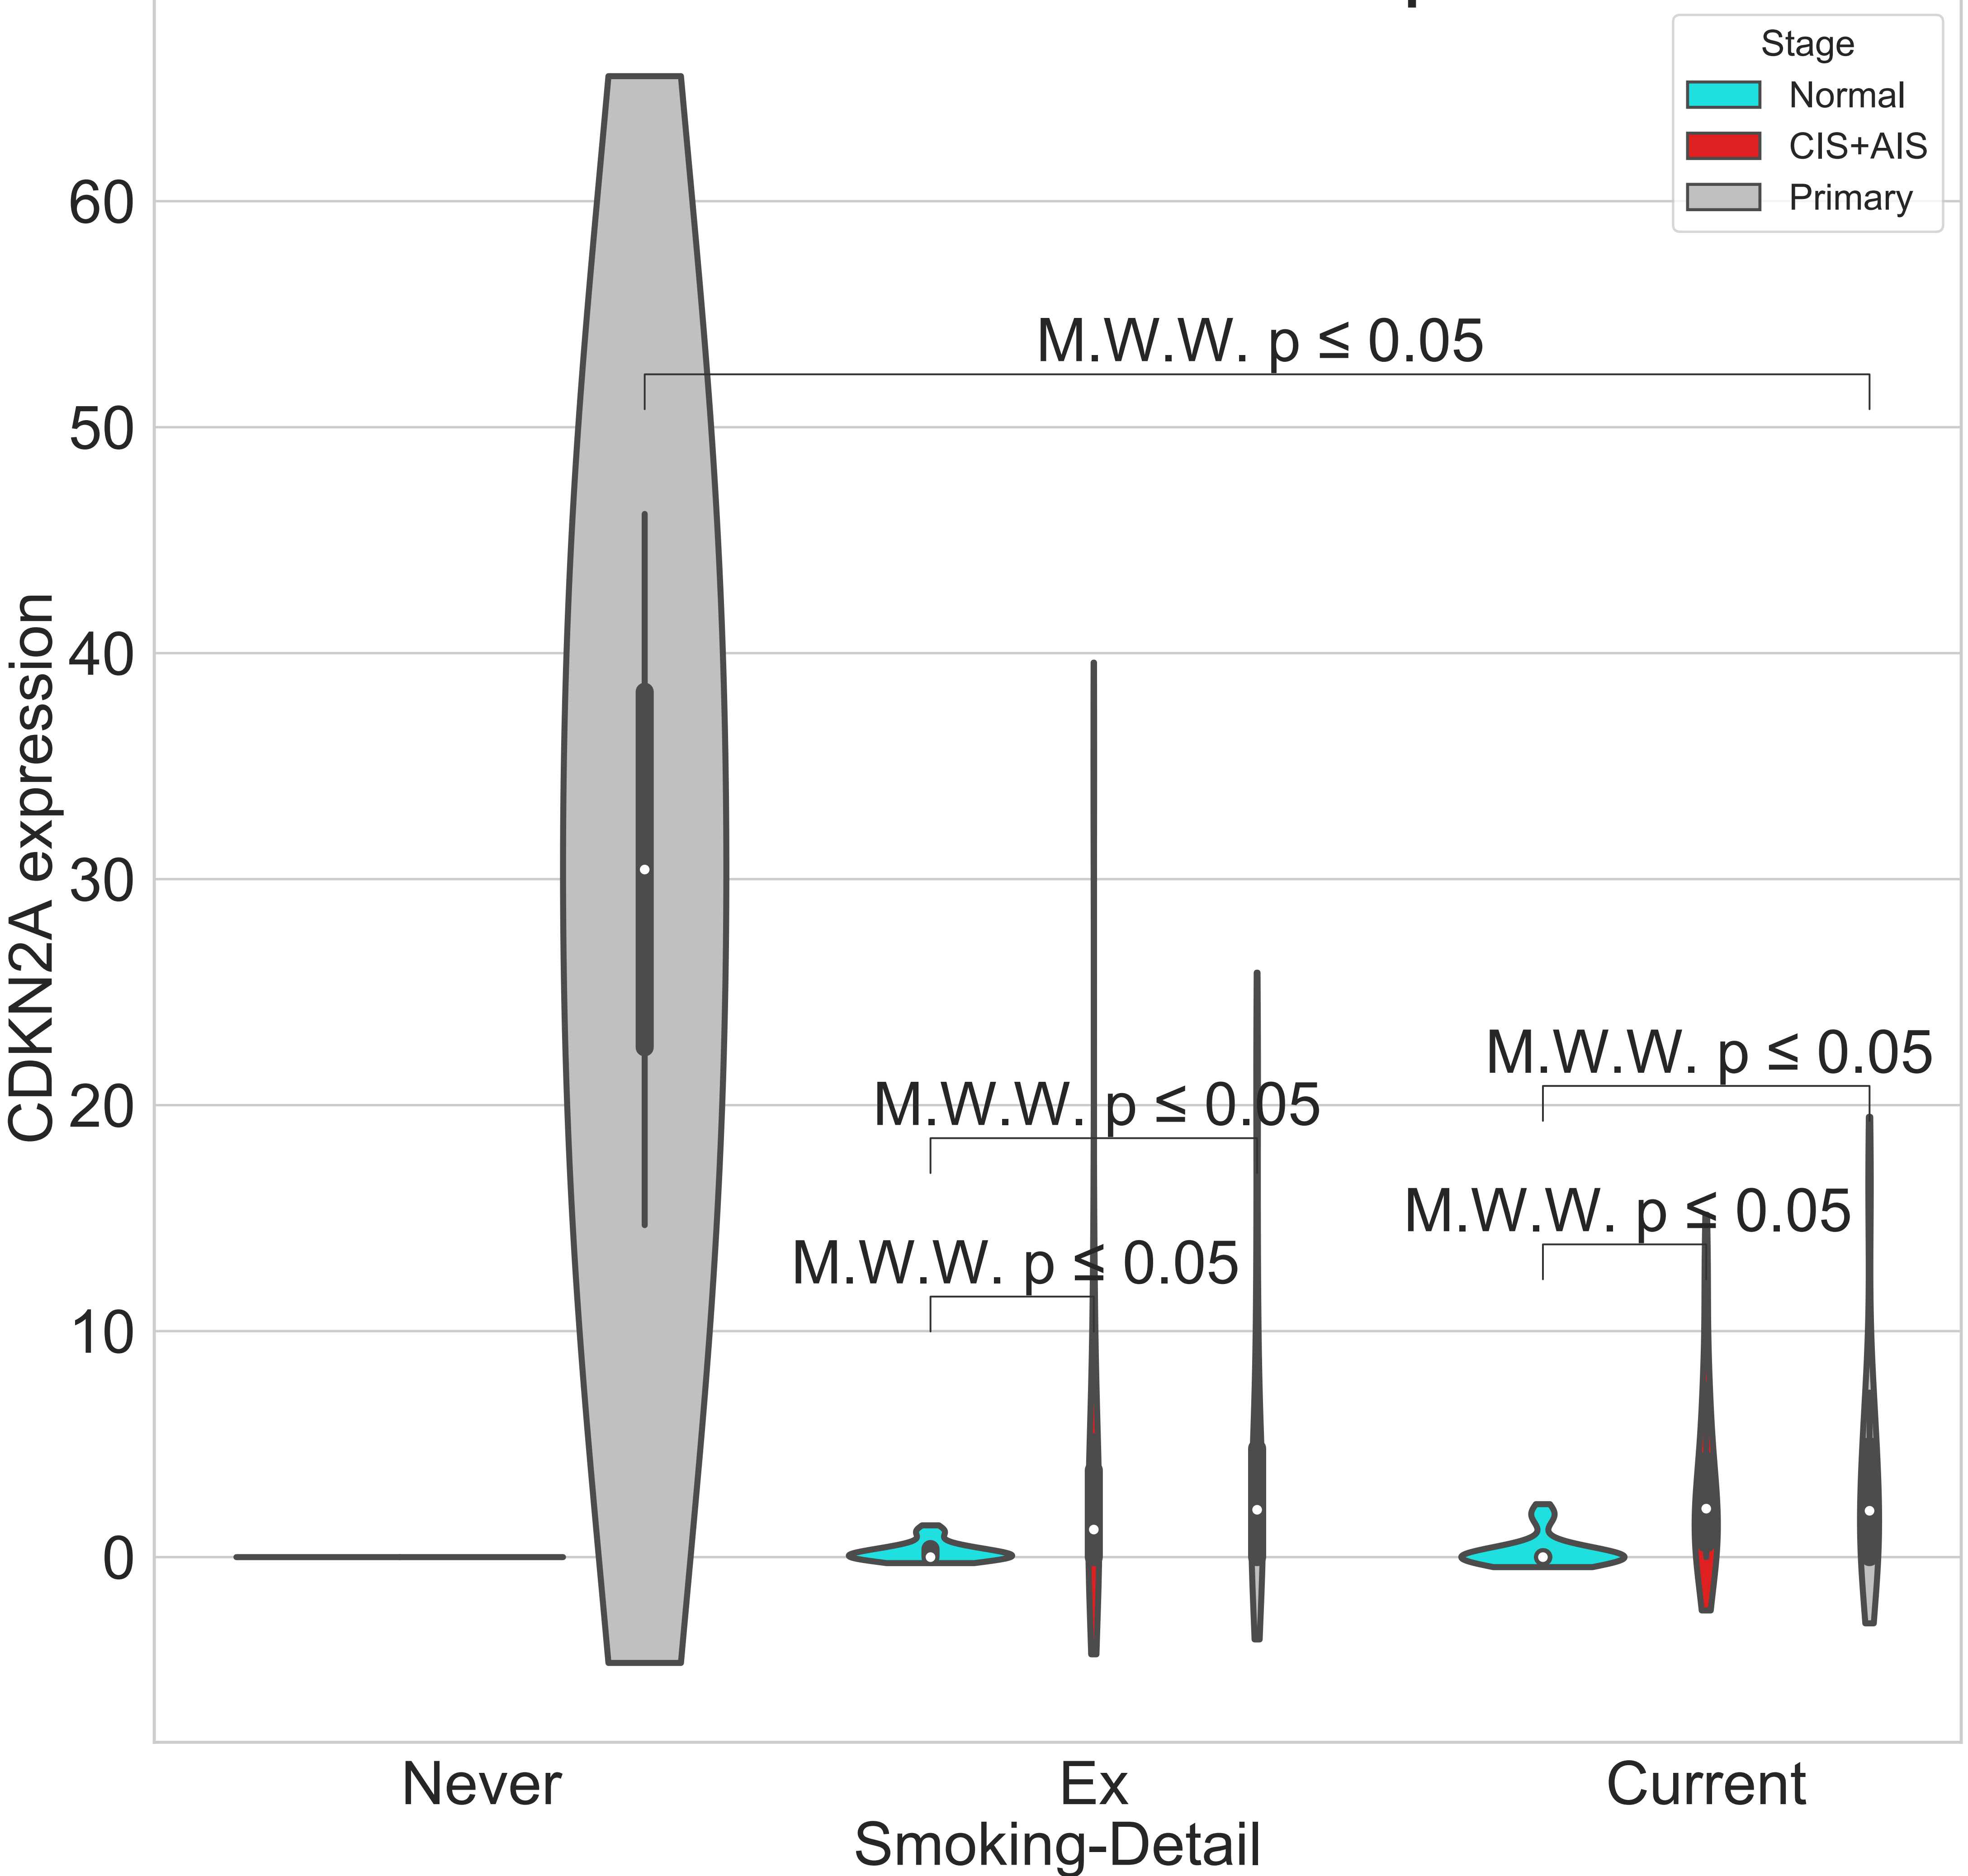 Stage
Normal
CIS+AIS
Primary
60
M.W.W. p ≤ 0.05
50
40
CDKN2A expression
30
M.W.W. p ≤ 0.05
20
M.W.W. p ≤ 0.05
M.W.W. p ≤ 0.05
M.W.W. p ≤ 0.05
10
0
Never
Ex
Current
Smoking-Detail